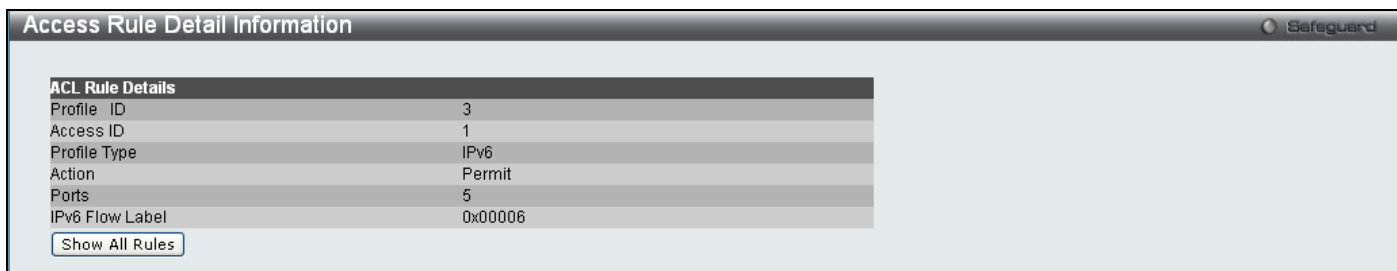 Access Rule Detail Information
Safeguard
ACL Rule Details
Profile ID 3
Access ID 1
Profile Type IPv6
Action Permit
Ports 5
IPv6 Flow Label 0x00006
Show All Rules